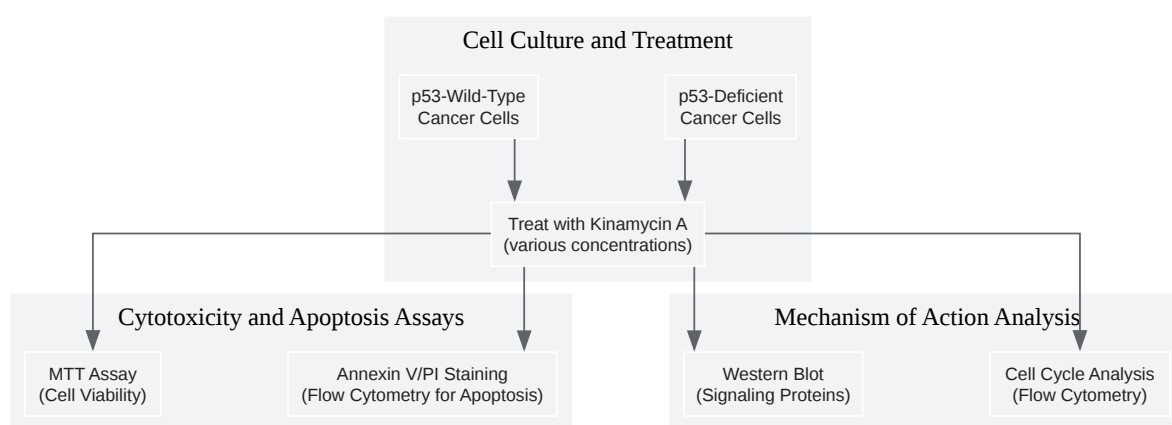 Cell Culture and Treatment
p53-Wild-Type
Cancer Cells
p53-Deficient
Cancer Cells
Treat with Kinamycin A
(various concentrations)
Cytotoxicity and Apoptosis Assays
MTT Assay
(Cell Viability)
Annexin V/PI Staining
(Flow Cytometry for Apoptosis)
Mechanism of Action Analysis
Western Blot
(Signaling Proteins)
Cell Cycle Analysis
(Flow Cytometry)